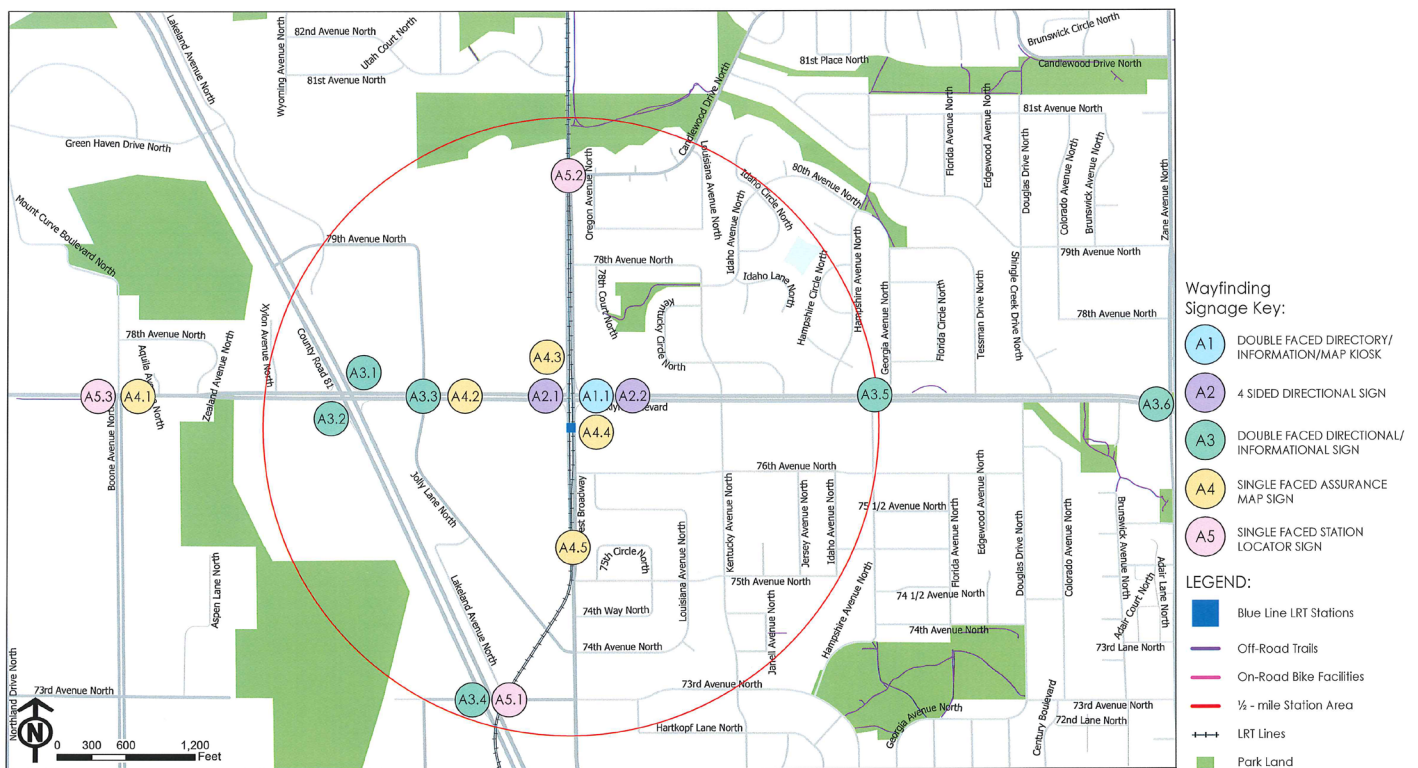 82nd Avenue North
Utah Court North
Wyoming Avenue North
Lakeland Avenue North
81st Avenue North
Green Haven Drive North
Mount Curve Boulevard North
79th Avenue North
Candlewood Drive North
Oregon Avenue North
Louisiana Avenue North
81st Place North
Brunswick Circle North
Candlewood Drive North
81st Avenue North
Florida Avenue North
Edgewood Avenue North
Douglas Drive North
Colorado Avenue North
Brunswick Avenue North
Zane Avenue North
80th Avenue North
Idaho Circle North
Idaho Avenue North
78th Avenue North
78th Court North
Kentucky Circle North
Idaho Lane North
Hampshire Circle North
Hampshire Avenue North
Georgia Avenue North
Florida Circle North
Tessman Drive North
Shingle Creek Drive North
79th Avenue North
78th Avenue North
A5.2
78th Avenue North
Zealand Avenue North
Xylon Avenue North
County Road 81
A5.3
A4.1
A3.1
A3.2
A3.3
A4.2
A4.3
A2.1
A1.1
A2.2
A4.4
A3.5
A3.6
Boone Avenue North
Jolly Lane North
76th Avenue North
A4.5
75th Circle North
Louisiana Avenue North
Kentucky Avenue North
Jersey Avenue North
Idaho Avenue North
75 1/2 Avenue North
Edgewood Avenue North
Florida Avenue North
Douglas Drive North
Colorado Avenue North
Brunswick Avenue North
Adair Court North
Adair Lane North
75th Avenue North
74 1/2 Avenue North
74th Way North
74th Avenue North
74th Avenue North
Janell Avenue North
Hampshire Avenue North
73rd Lane North
Aspen Lane North
Lakeland Avenue North
Northland Drive North
73rd Avenue North
A3.4
A5.1
73rd Avenue North
Hartkopf Lane North
Georgia Avenue North
Century Boulevard
73rd Avenue North
72nd Lane North
N
0 300 600 1,200
Feet
Wayfinding
Signage Key:
A1
DOUBLE FACED DIRECTORY/
INFORMATION/MAP KIOSK
A2
4 SIDED DIRECTIONAL SIGN
A3
DOUBLE FACED DIRECTIONAL/
INFORMATIONAL SIGN
A4
SINGLE FACED ASSURANCE
MAP SIGN
A5
SINGLE FACED STATION
LOCATOR SIGN
LEGEND:
Blue Line LRT Stations
Off-Road Trails
On-Road Bike Facilities
½ - mile Station Area
LRT Lines
Park Land